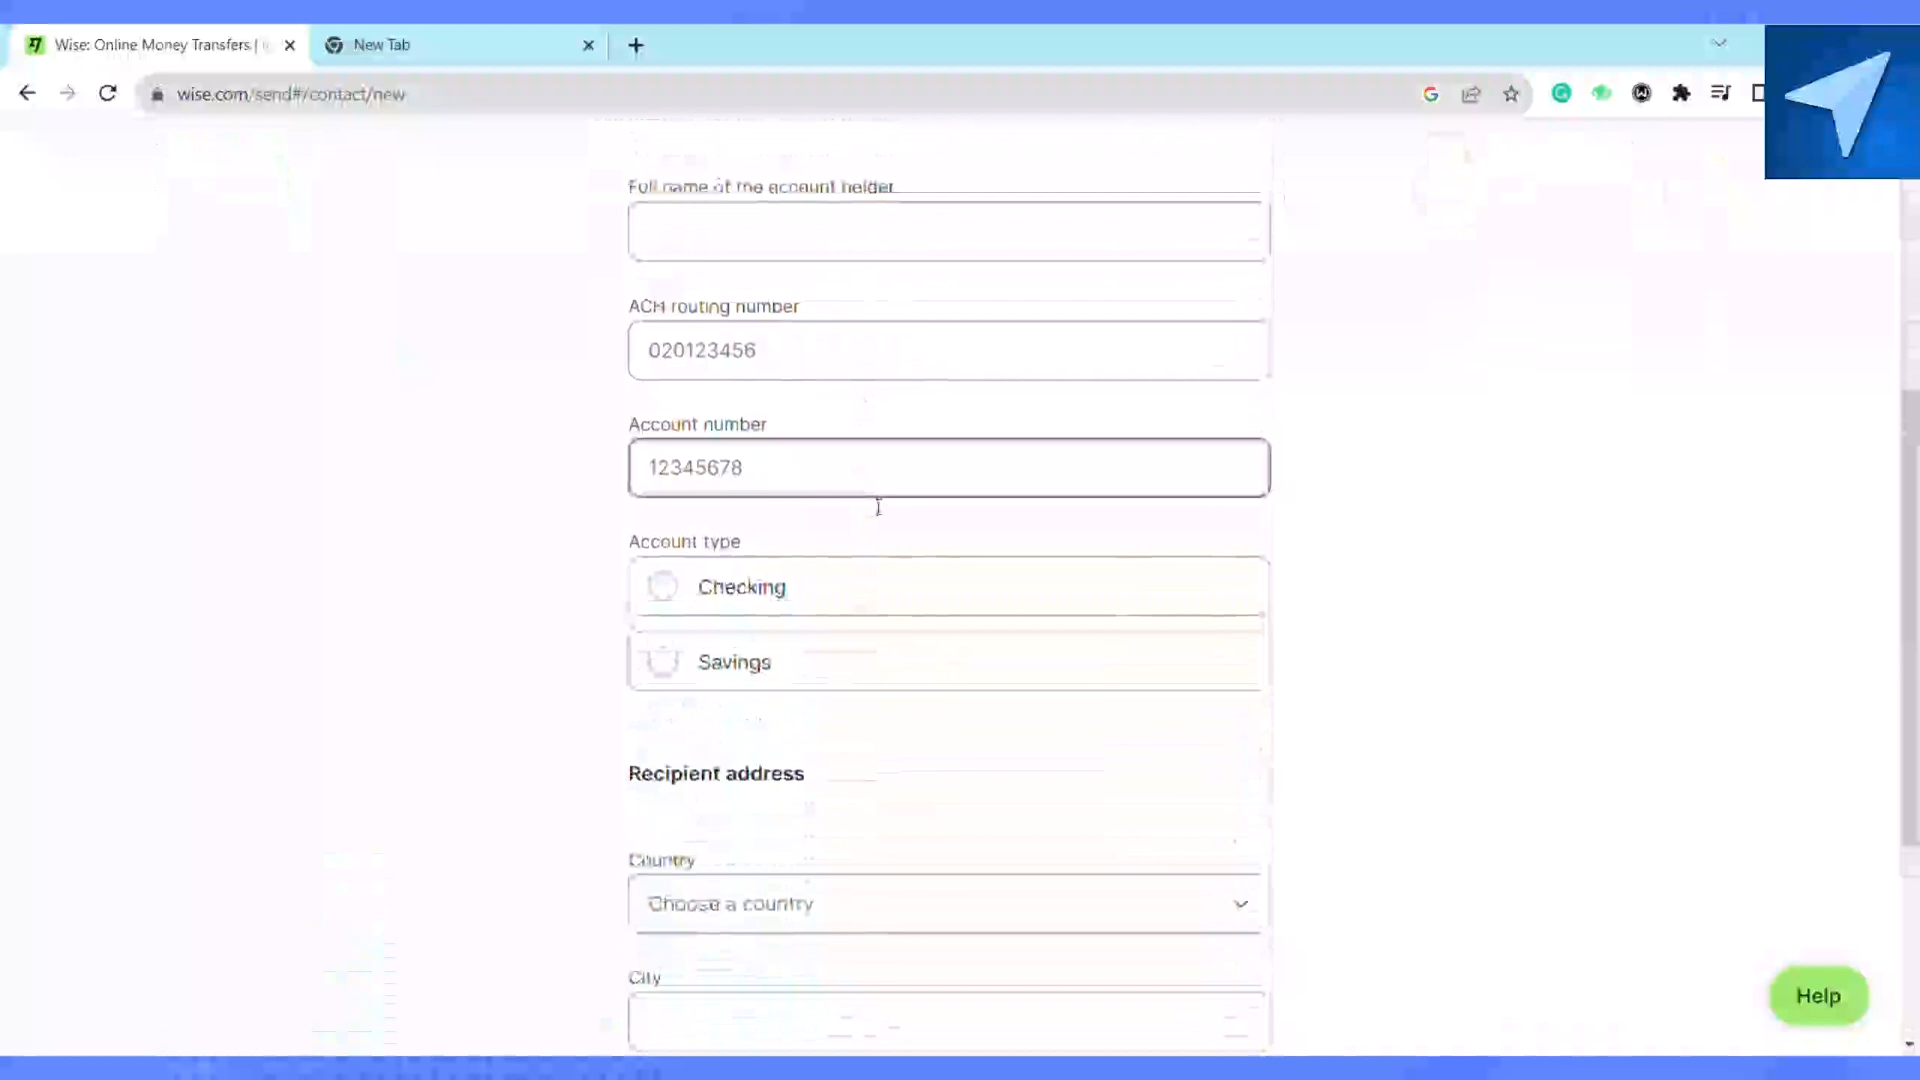 Wise: Online Money Transfers |
New Tab
wise.com/send#/contact/new
Full name of the account holder
ACH routing number
020123456
Account number
12345678
Account type
Checking
Savings
Recipient address
Country
Choose a country
City
Help